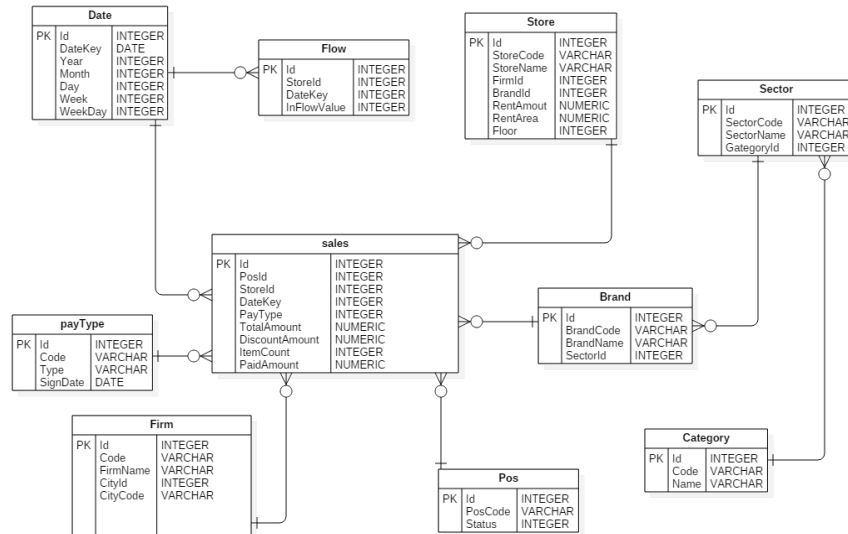 Date
PK Id INTEGER
DateKey DATE
Year INTEGER
Month INTEGER
Day INTEGER
Week INTEGER
WeekDay INTEGER
Flow
PK Id INTEGER
StoreId INTEGER
DateKey INTEGER
InFlowValue INTEGER
Store
PK Id INTEGER
StoreCode VARCHAR
StoreName VARCHAR
FirmId INTEGER
BrandId INTEGER
RentAmout NUMERIC
RentArea NUMERIC
Floor INTEGER
Sector
PK Id INTEGER
SectorCode VARCHAR
SectorName VARCHAR
GategoryId INTEGER
sales
PK Id INTEGER
PosId INTEGER
StoreId INTEGER
DateKey INTEGER
PayType INTEGER
TotalAmount NUMERIC
DiscountAmount NUMERIC
ItemCount INTEGER
PaidAmount NUMERIC
Brand
PK Id INTEGER
BrandCode VARCHAR
BrandName VARCHAR
SectorId INTEGER
payType
PK Id INTEGER
Code VARCHAR
Type VARCHAR
SignDate DATE
Firm
PK Id INTEGER
Code VARCHAR
FirmName VARCHAR
CityId INTEGER
CityCode VARCHAR
Pos
PK Id INTEGER
PosCode VARCHAR
Status INTEGER
Category
PK Id INTEGER
Code VARCHAR
Name VARCHAR